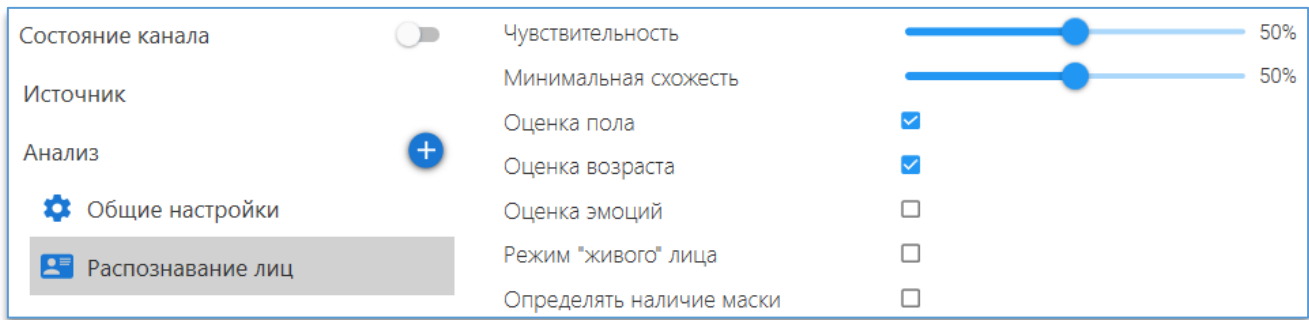 Состояние канала
Источник
Анализ
Общие настройки
Распознавание лиц
Чувствительность 50%
Минимальная схожесть 50%
Оценка пола
Оценка возраста
Оценка эмоций
Режим "живого" лица
Определять наличие маски